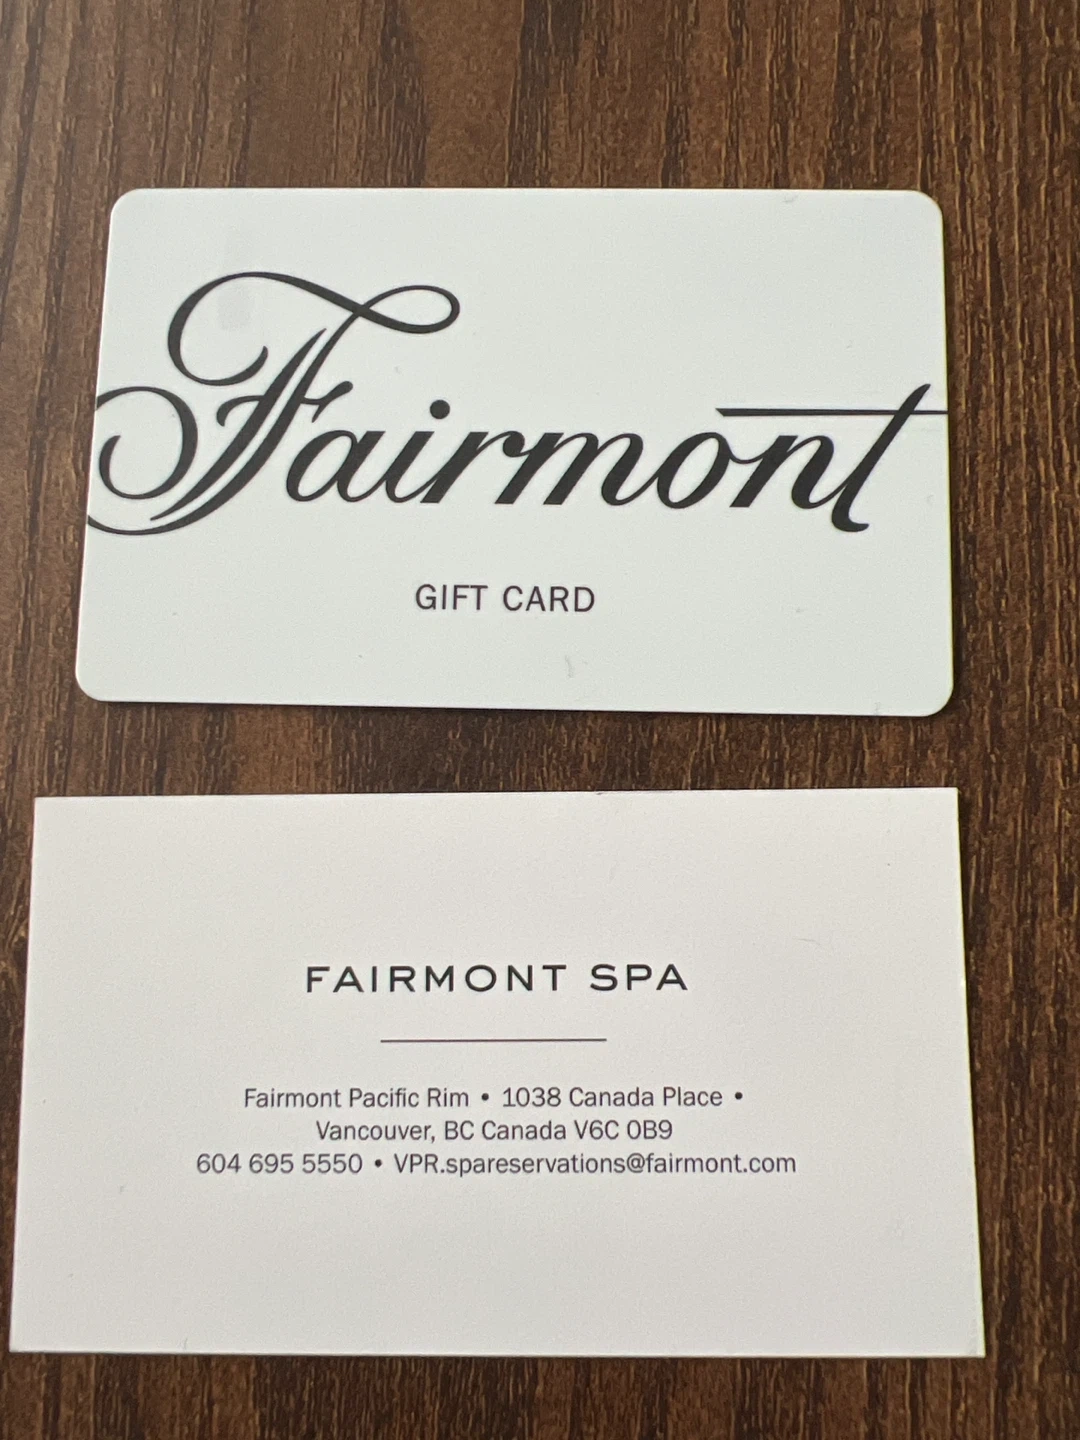 Fairmont
GIFT CARD
FAIRMONT SPA
Fairmont Pacific Rim • 1038 Canada Place •
Vancouver, BC Canada V6C 0B9
604 695 5550 • VPR.spareservations@fairmont.com